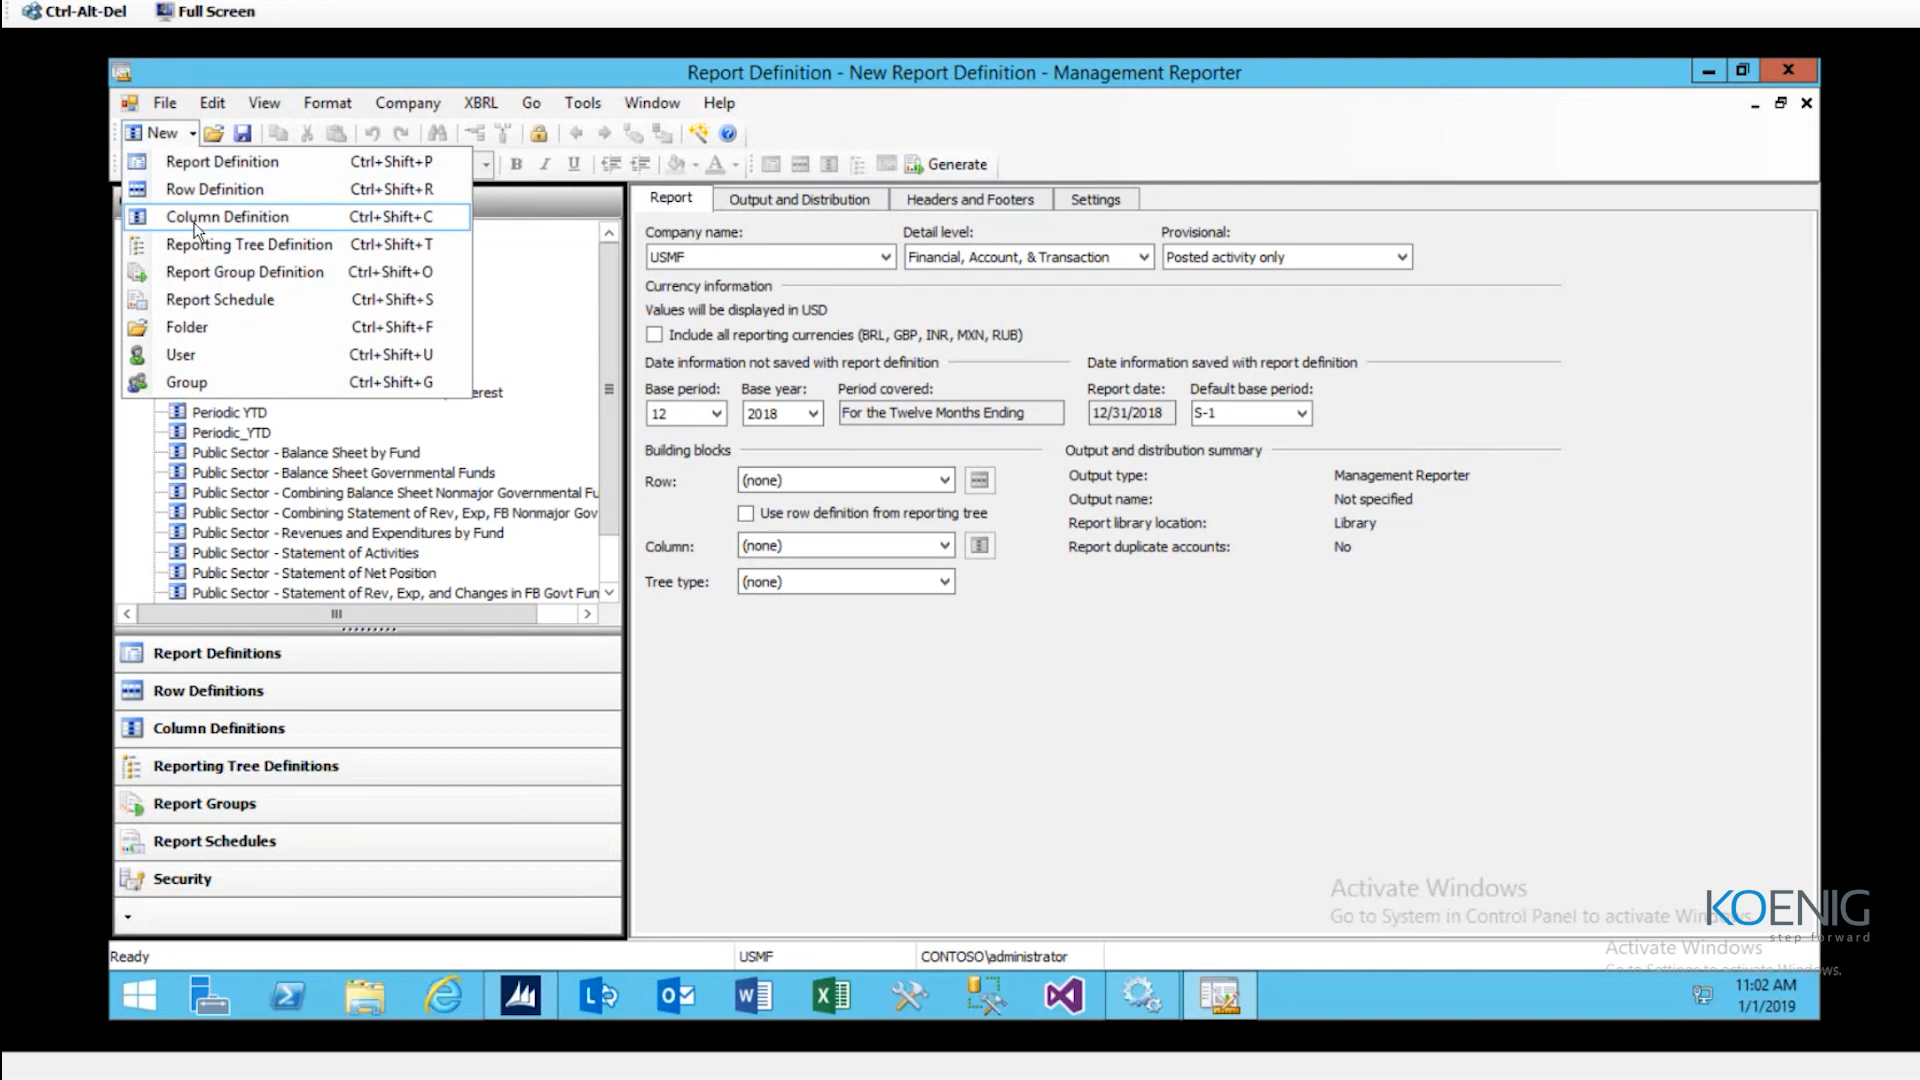 Ctrl-Alt-Del Full Screen
Report Definition - New Report Definition - Management Reporter
File Edit View Format Company XBRL Go Tools Window Help
New
Report Definition Ctrl+Shift+P
Row Definition Ctrl+Shift+R
Column Definition Ctrl+Shift+C
Reporting Tree Definition Ctrl+Shift+T
Report Group Definition Ctrl+Shift+O
Report Schedule Ctrl+Shift+S
Folder Ctrl+Shift+F
User Ctrl+Shift+U
Group Ctrl+Shift+G
B I U A Generate
erest
Periodic YTD
Periodic_YTD
Public Sector - Balance Sheet by Fund
Public Sector - Balance Sheet Governmental Funds
Public Sector - Combining Balance Sheet Nonmajor Governmental Fu
Public Sector - Combining Statement of Rev, Exp, FB Nonmajor Gov
Public Sector - Revenues and Expenditures by Fund
Public Sector - Statement of Activities
Public Sector - Statement of Net Position
Public Sector - Statement of Rev, Exp, and Changes in FB Govt Fun
Report Definitions
Row Definitions
Column Definitions
Reporting Tree Definitions
Report Groups
Report Schedules
Security
Report Output and Distribution Headers and Footers Settings
Company name: Detail level: Provisional:
USMF Financial, Account, & Transaction Posted activity only
Currency information
Values will be displayed in USD
Include all reporting currencies (BRL, GBP, INR, MXN, RUB)
Date information not saved with report definition Date information saved with report definition
Base period: Base year: Period covered: Report date: Default base period:
12 2018 For the Twelve Months Ending 12/31/2018 S-1
Building blocks Output and distribution summary
Row: (none)
Use row definition from reporting tree
Column: (none)
Tree type: (none)
Output type: Management Reporter
Output name: Not specified
Report library location: Library
Report duplicate accounts: No
Activate Windows
Go to System in Control Panel to activate Windows.
KOENIG
step forward
Activate Windows
Go to Settings to activate Windows.
Ready USMF CONTOSO\administrator
11:02 AM
1/1/2019